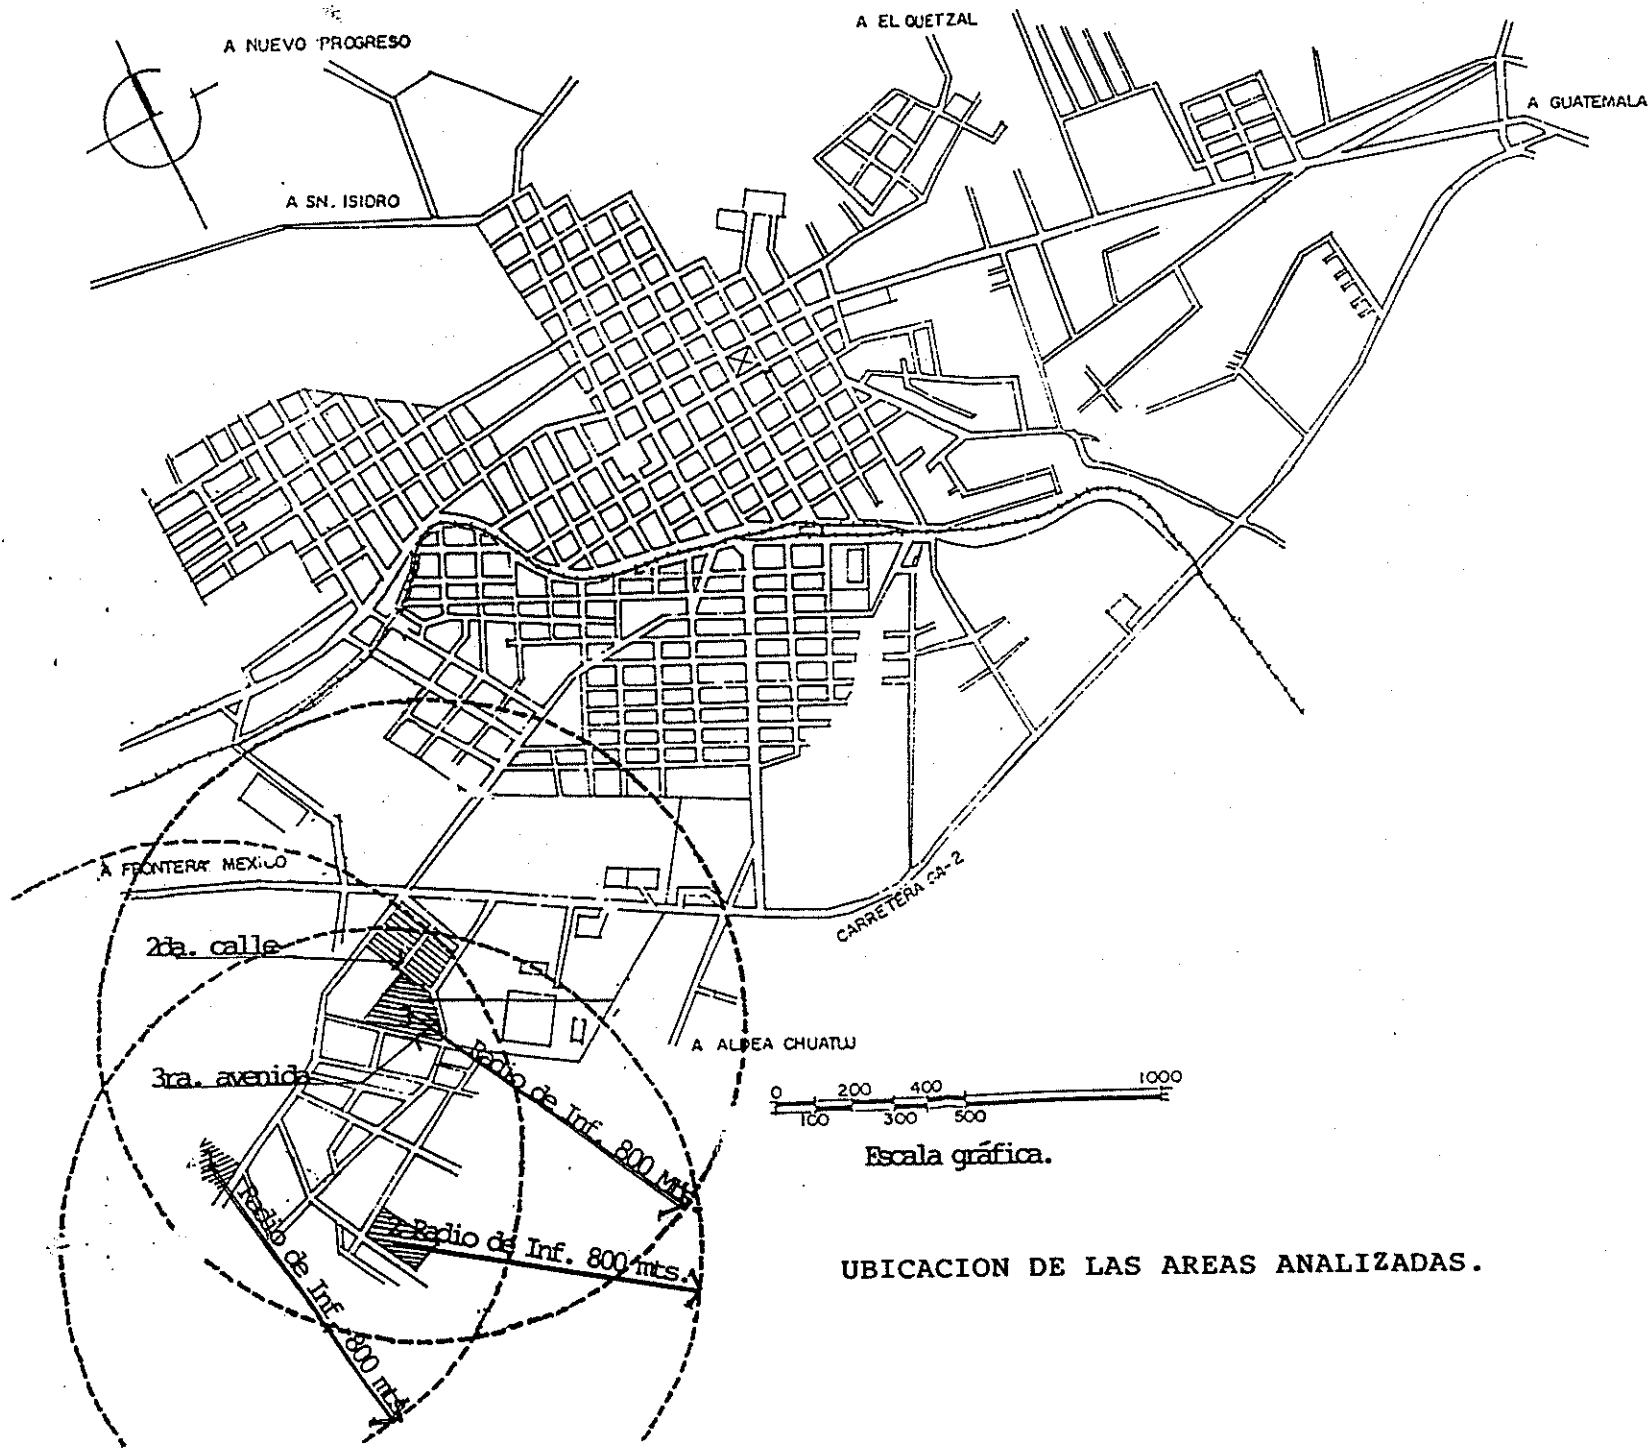 A EL QUETZAL
A NUEVO PROGRESO
A GUATEMALA
A SN. ISIDRO
A FRONTERA MEXICO
CARRETERA CA-2
2da. calle
A ALDEA CHUATUJ
3ra. avenida
0 200 400 1000
100 300 500
Escala gráfica.
Radio de Inf. 800 Mts.
2 Radio de Inf. 800 mts.
Radio de Inf. 800 mts.
UBICACION DE LAS AREAS ANALIZADAS.